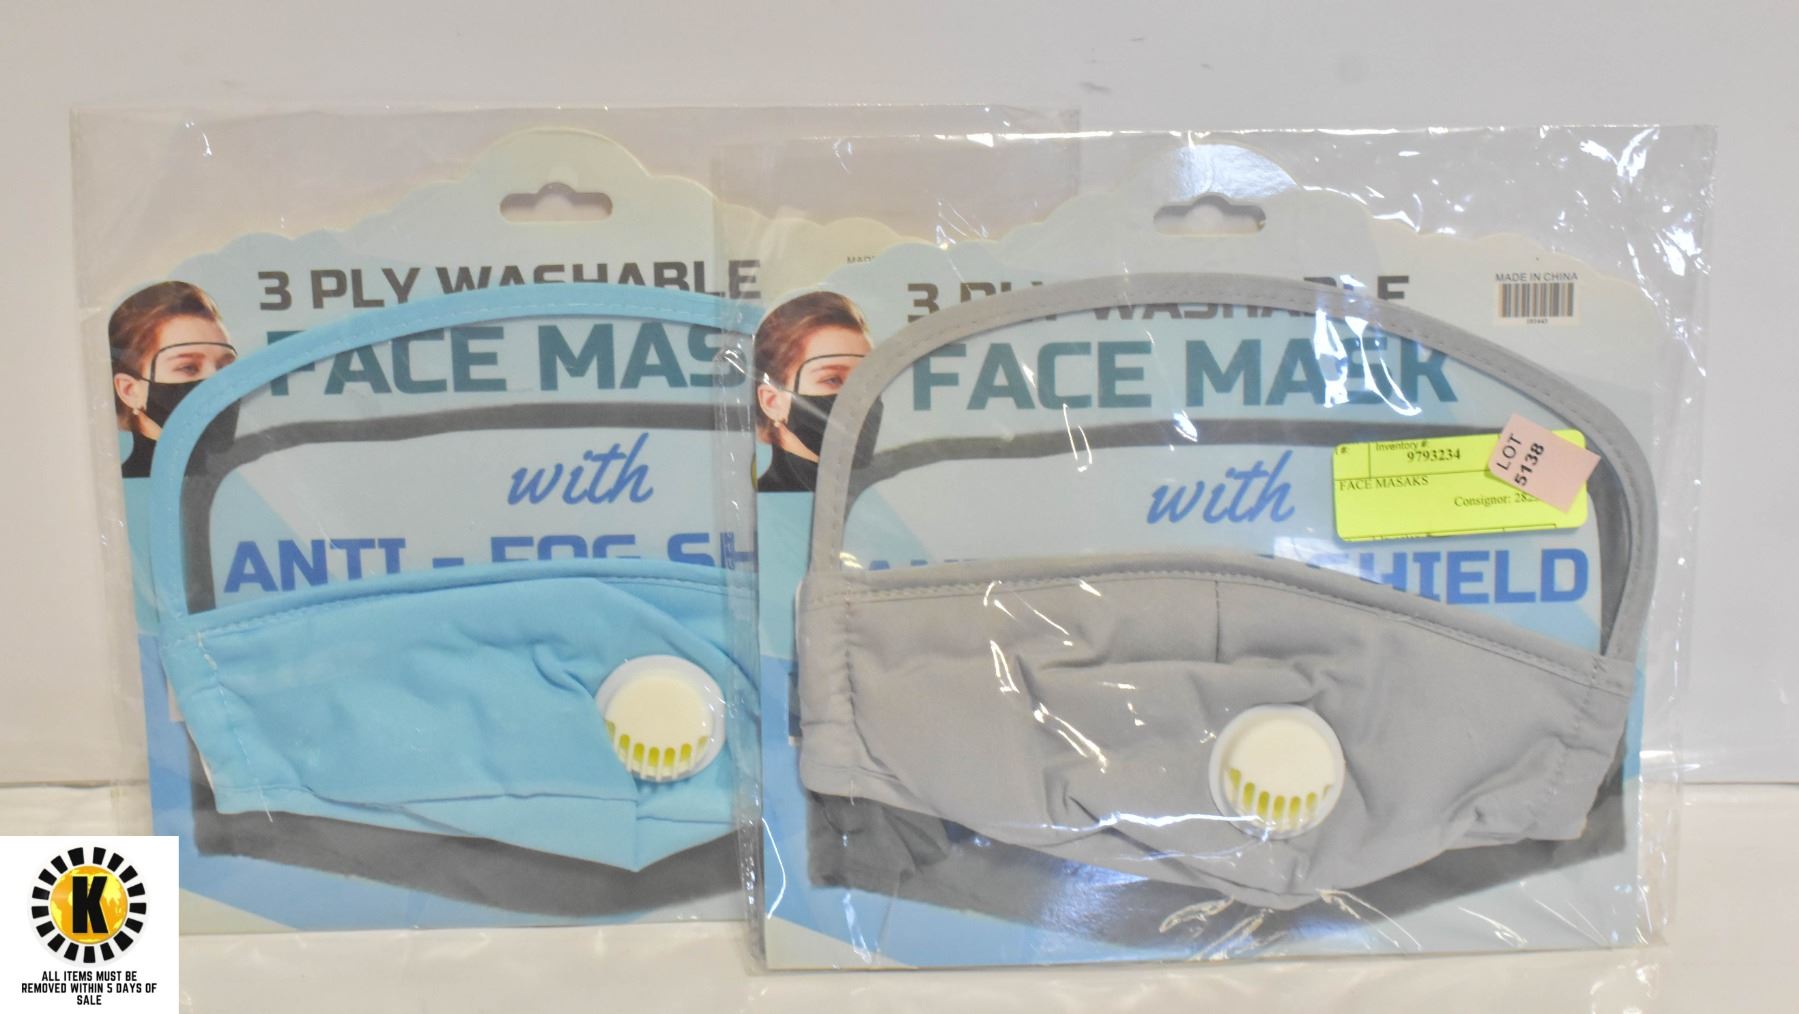 3 PLY WASHABLE
FACE MAS
with
ANTI - FOG SH
3 PLY WASHABLE
FACE MASK
with
SHIELD
MADE IN CHINA
Inventory #:
9793234
FACE MASAKS
Consignor:
LOT
5138
K
ALL ITEMS MUST BE
REMOVED WITHIN 5 DAYS OF
SALE